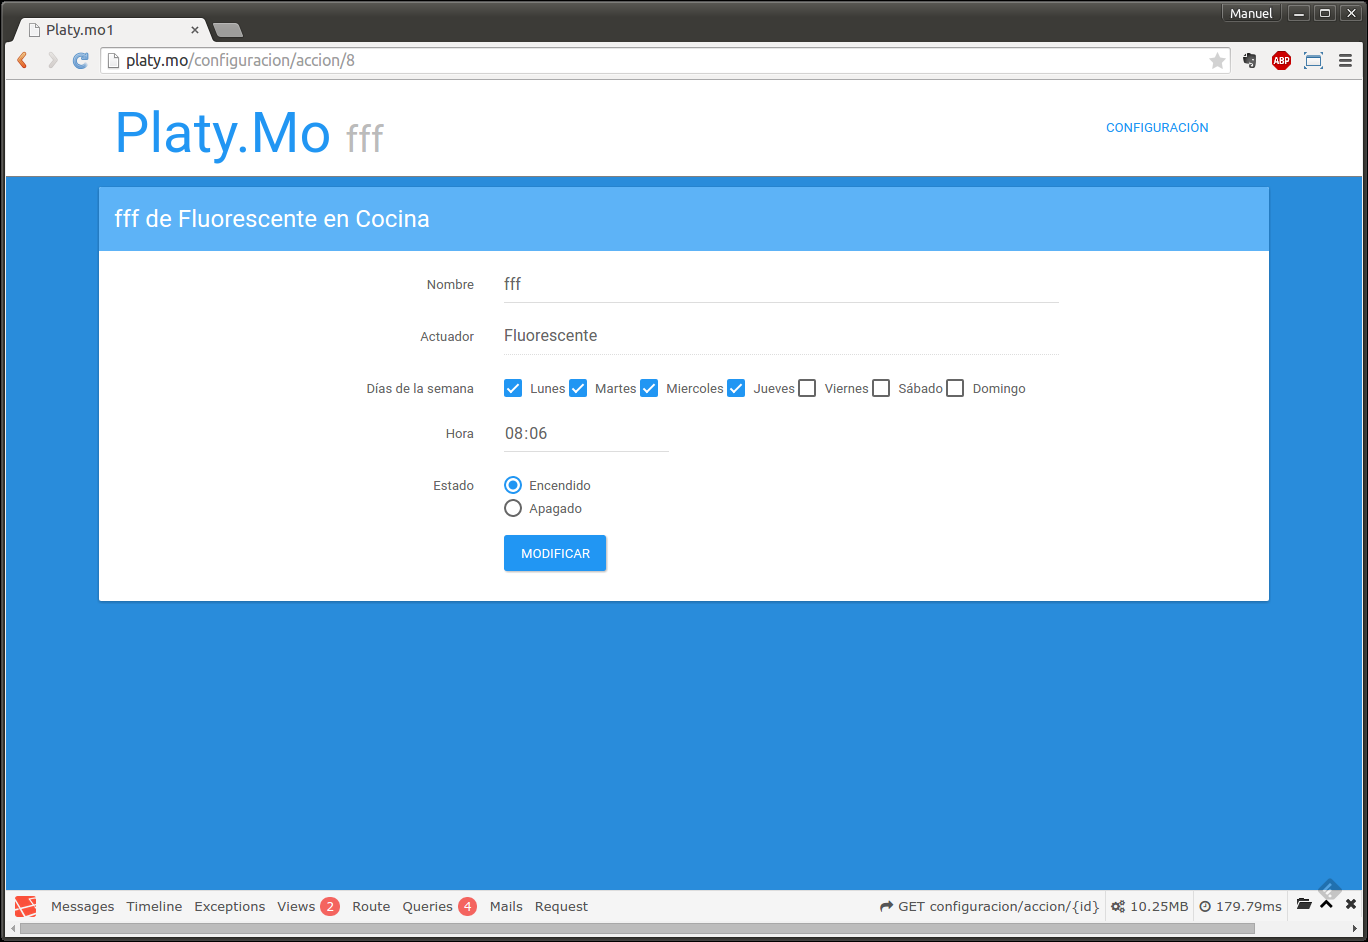 Manuel
Platy.mo1
platy.mo/configuracion/accion/8
ABP
Platy.Mo fff
CONFIGURACIÓN
fff de Fluorescente en Cocina
Nombre fff
Actuador Fluorescente
Días de la semana Lunes Martes Miercoles Jueves Viernes Sábado Domingo
Hora 08:06
Estado Encendido
Apagado
MODIFICAR
Messages Timeline Exceptions Views 2 Route Queries 4 Mails Request GET configuracion/accion/{id} 10.25MB 179.79ms